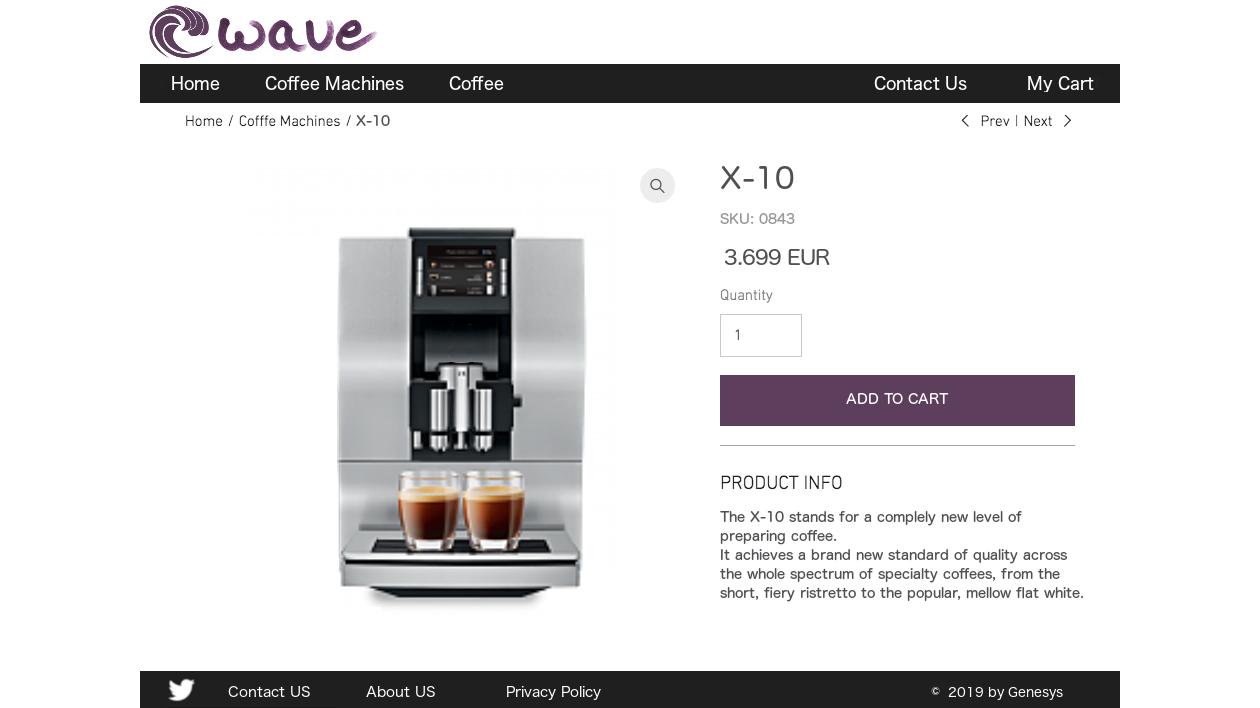 wave
Home Coffee Machines Coffee Contact Us My Cart
Home / Cofffe Machines / X-10 Prev | Next
X-10
SKU: 0843
3.699 EUR
Quantity
1
ADD TO CART
PRODUCT INFO
The X-10 stands for a complely new level of
preparing coffee.
It achieves a brand new standard of quality across
the whole spectrum of specialty coffees, from the
short, fiery ristretto to the popular, mellow flat white.
Contact US About US Privacy Policy © 2019 by Genesys